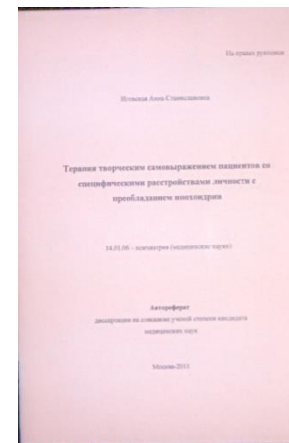 На правах рукописи
Анна Станиславовна
Терапия творческим самовыражением пациентов со
специфическими расстройствами личности с
преобладанием ипохондрии
14.01.06 – психиатрия (медицинские науки)
Автореферат
диссертации на соискание ученой степени кандидата
медицинских наук
Москва-2011